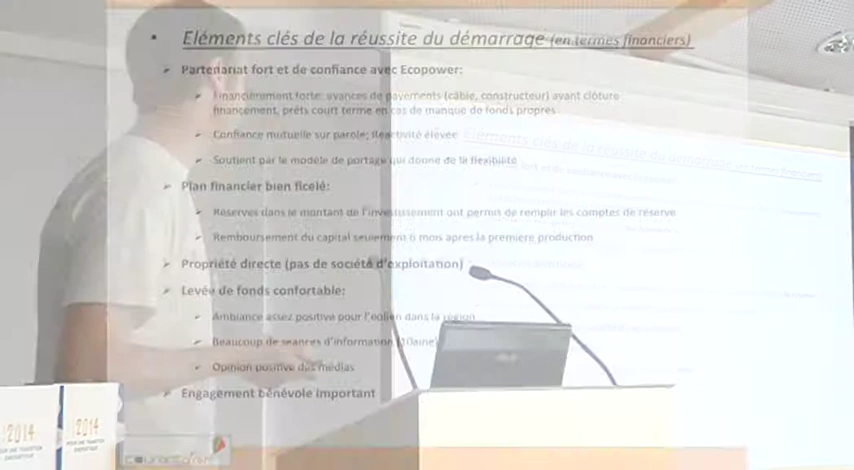 • Eléments clés de la réussite du démarrage (en termes financiers)
➢ Partenariat fort et de confiance avec Ecopower:
➢ Financièrement forte: avances de payements (câble, constructeur) avant clôture
financement, prêts court terme en cas de manque de fonds propres
➢ Confiance mutuelle sur parole; Réactivité élevée
➢ Soutient par le modèle de portage qui donne de la flexibilité
➢ Plan financier bien ficelé:
➢ Réserves dans le montant de l'investissement ont permit de remplir les comptes de réserve
➢ Remboursement du capital seulement 6 mois après la première production
➢ Propriété directe (pas de société d'exploitation)
➢ Levée de fonds confortable:
➢ Ambiance assez positive pour l'eolien dans la région
➢ Beaucoup de séances d'information (10aine)
➢ Opinion positive des médias
➢ Engagement bénévole important
2014
2014